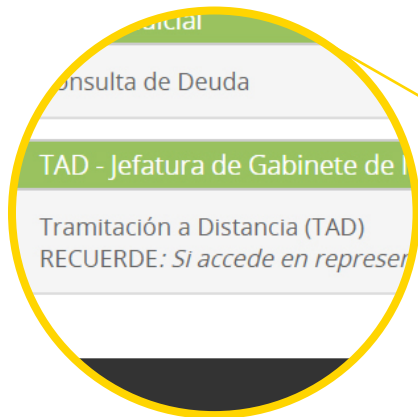 Consulta de Deuda
TAD - Jefatura de Gabinete de
Tramitación a Distancia (TAD)
RECUERDE: Si accede en represen